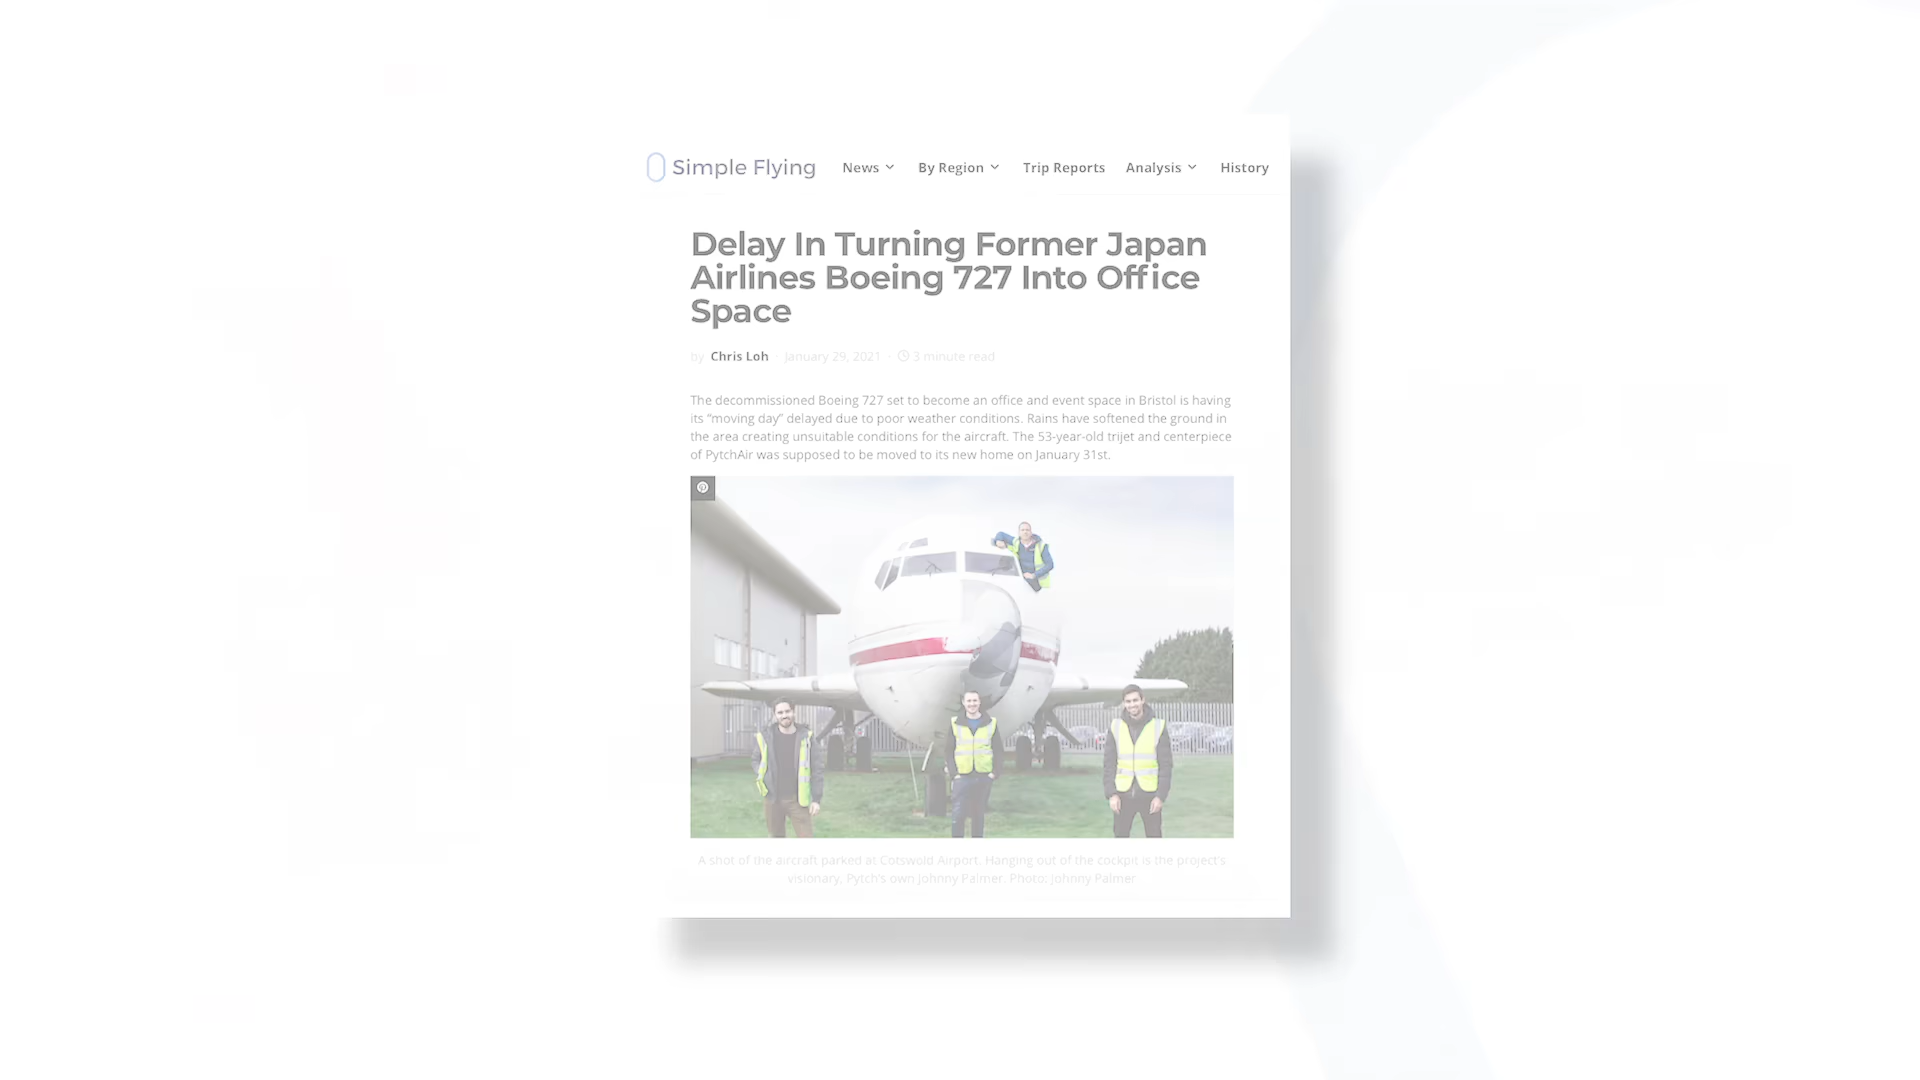 Simple Flying
News
By Region
Trip Reports
Analysis
History
Delay In Turning Former Japan
Airlines Boeing 727 Into Office
Space
by Chris Loh · January 29, 2021 · 3 minute read
The decommissioned Boeing 727 set to become an office and event space in Bristol is having
its “moving day” delayed due to poor weather conditions. Rains have softened the ground in
the area creating unsuitable conditions for the aircraft. The 53-year-old trijet and centerpiece
of PytchAir was supposed to be moved to its new home on January 31st.
A shot of the aircraft parked at Cotswold Airport. Hanging out of the cockpit is the project’s
visionary, Pytch’s own Johnny Palmer. Photo: Johnny Palmer